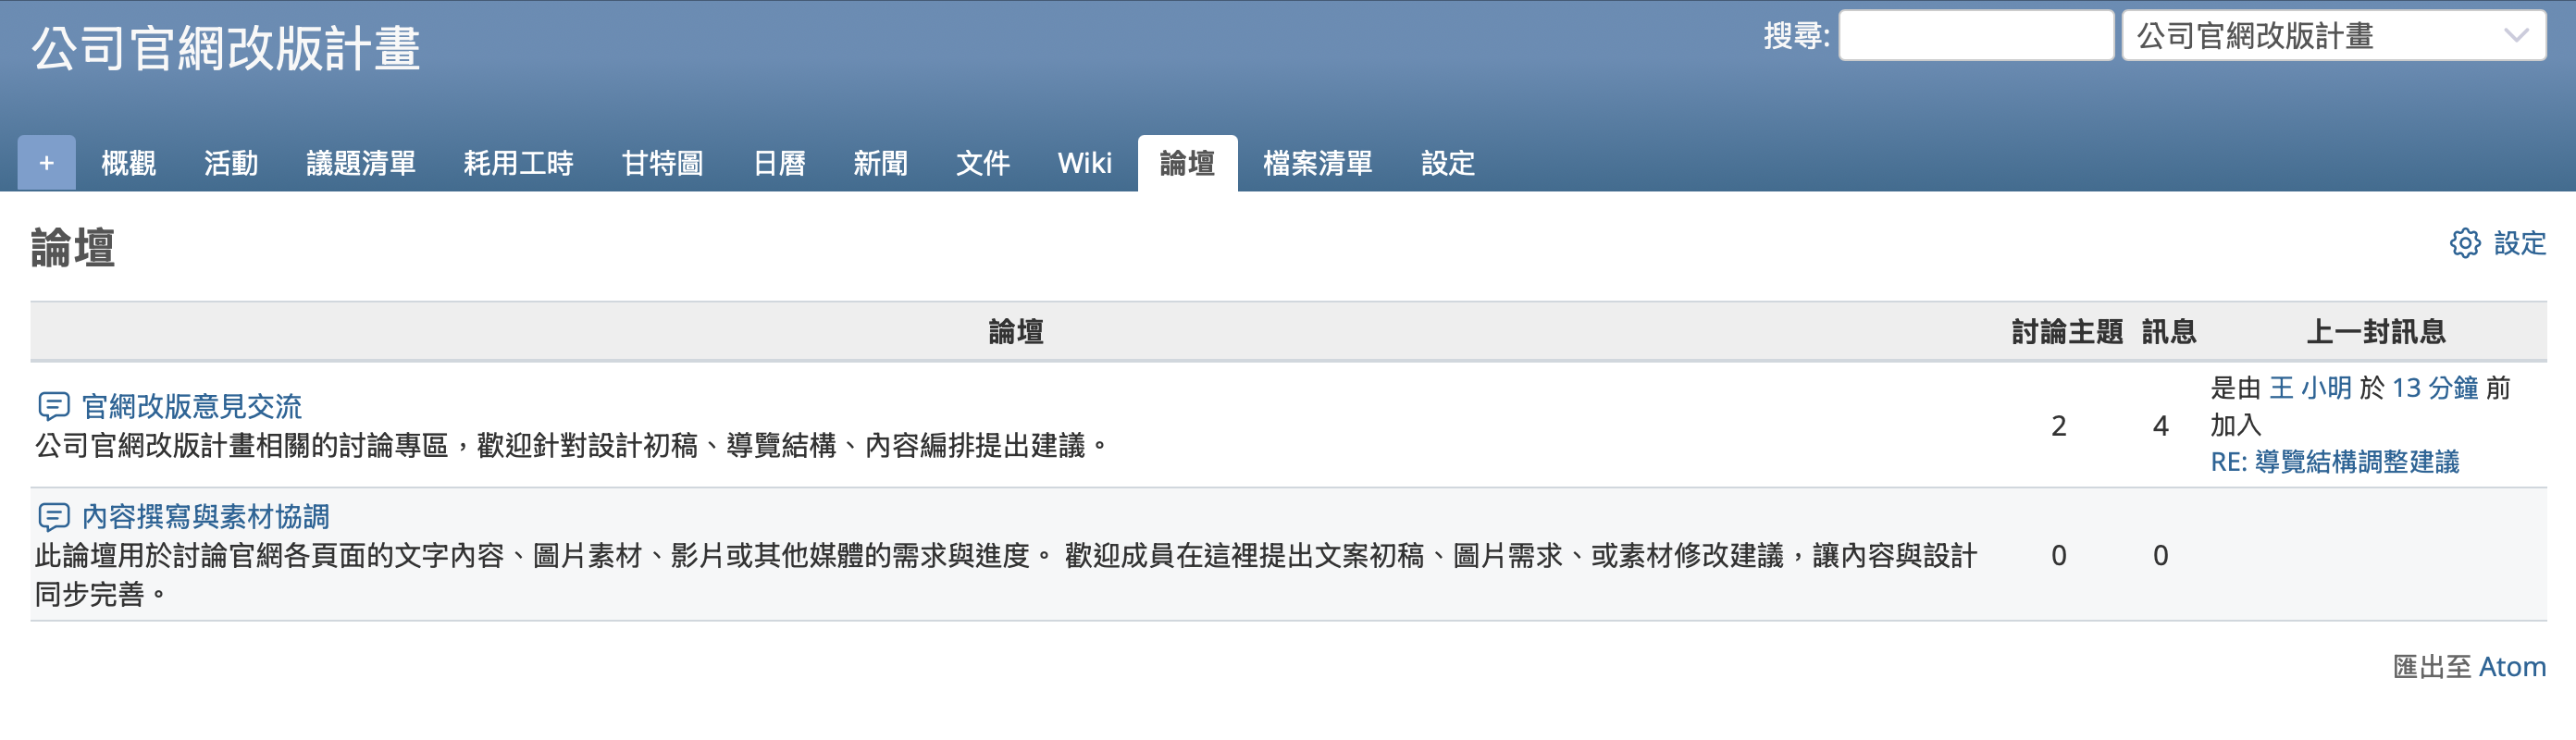 公司官網改版計畫
搜尋:
公司官網改版計畫
+ 概觀 活動 議題清單 耗用工時 甘特圖 日曆 新聞 文件 Wiki 論壇 檔案清單 設定
論壇
設定
論壇 討論主題 訊息 上一封訊息
官網改版意見交流
公司官網改版計畫相關的討論專區，歡迎針對設計初稿、導覽結構、內容編排提出建議。
2 4
是由 王 小明 於 13 分鐘 前
加入
RE: 導覽結構調整建議
內容撰寫與素材協調
此論壇用於討論官網各頁面的文字內容、圖片素材、影片或其他媒體的需求與進度。 歡迎成員在這裡提出文案初稿、圖片需求、或素材修改建議，讓內容與設計
同步完善。
0 0
匯出至 Atom